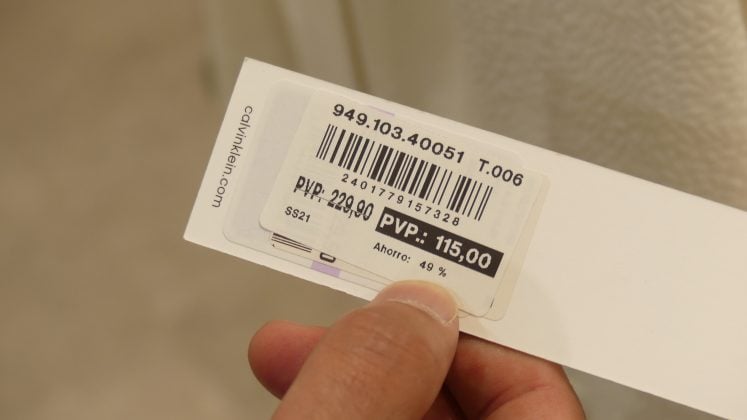 calvinklein.com
949.103.40051 T.006
2401779157328
PVP: 229,90
PVP.: 115,00
SS21
Ahorro: 49 %